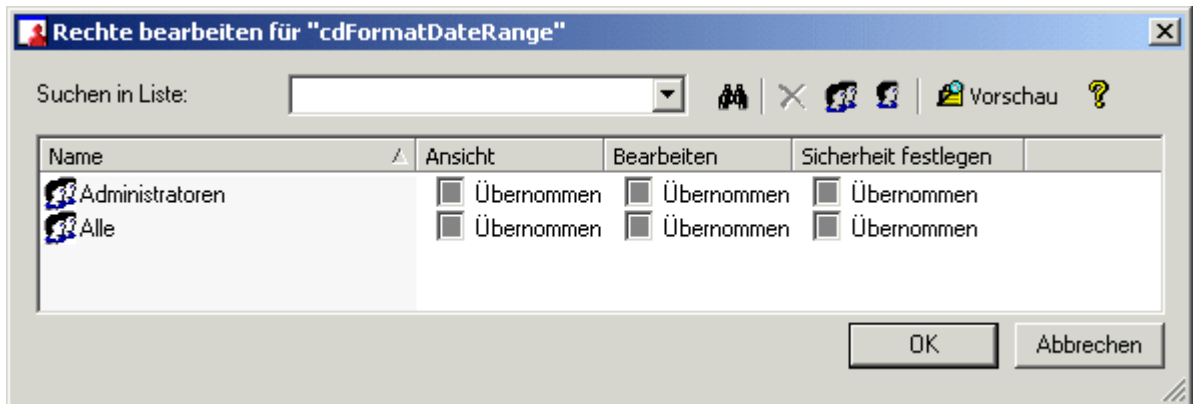 Rechte bearbeiten für "cdFormatDateRange"
Suchen in Liste: Vorschau
Name Ansicht Bearbeiten Sicherheit festlegen
Administratoren Übernommen Übernommen Übernommen
Alle Übernommen Übernommen Übernommen
OK Abbrechen